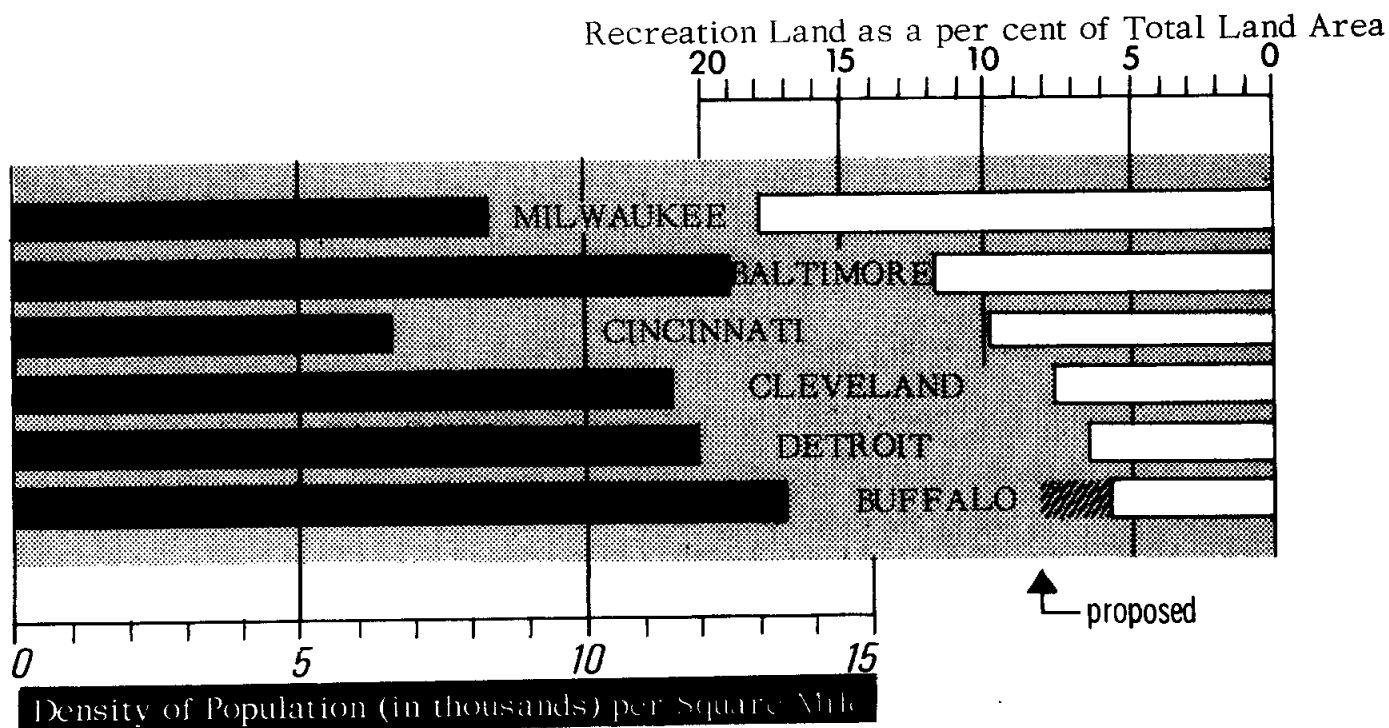 Recreation Land as a per cent of Total Land Area
20 15 10 5 0
MILWAUKEE
BALTIMORE
CINCINNATI
CLEVELAND
DETROIT
BUFFALO
proposed
0 5 10 15
Density of Population (in thousands) per Square Mile